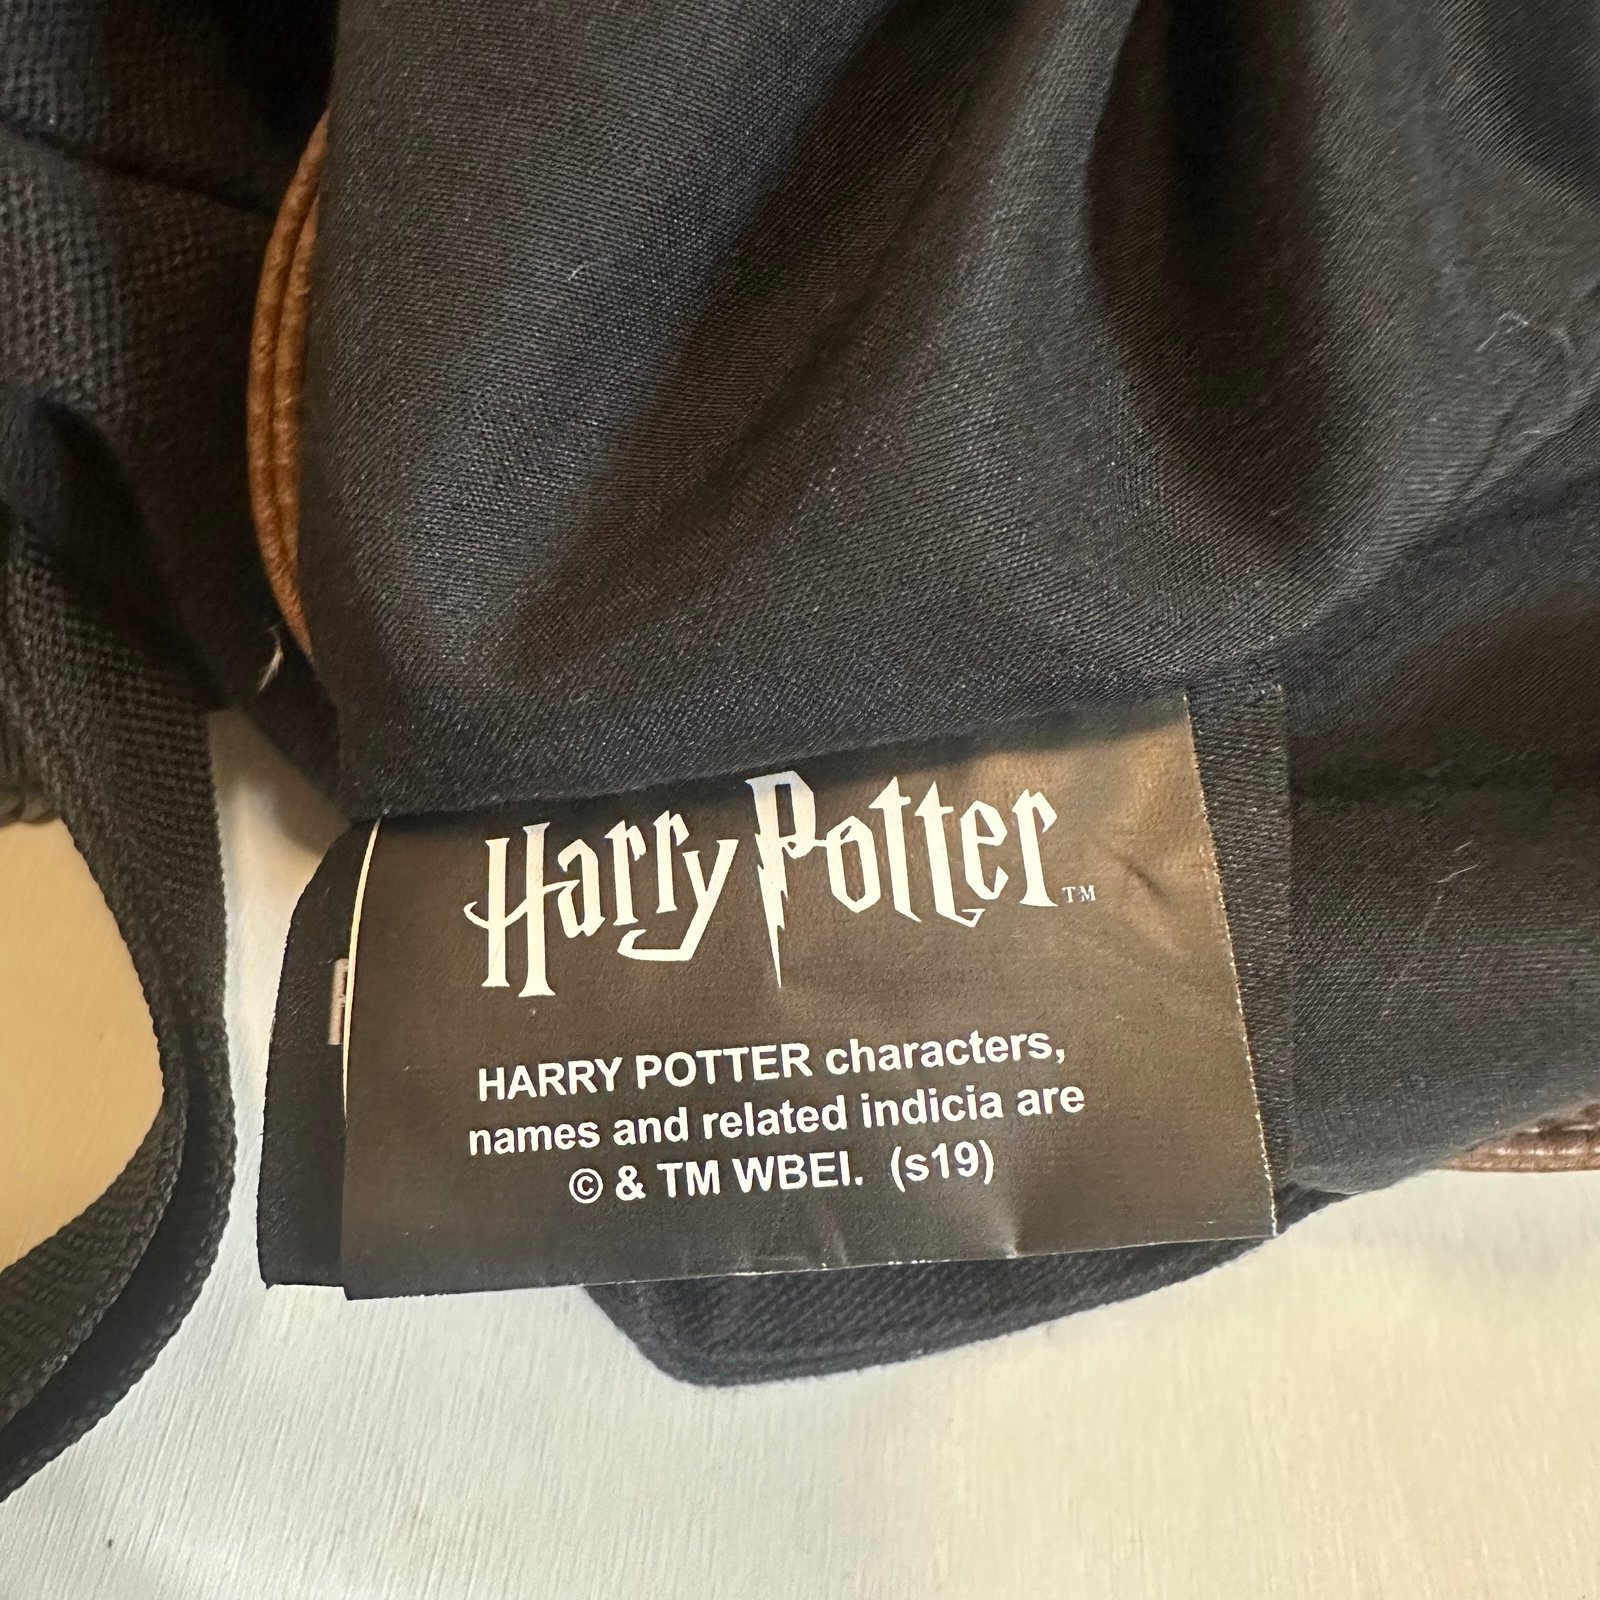 Harry Potter™
HARRY POTTER characters,
names and related indicia are
© & TM WBEI. (s19)